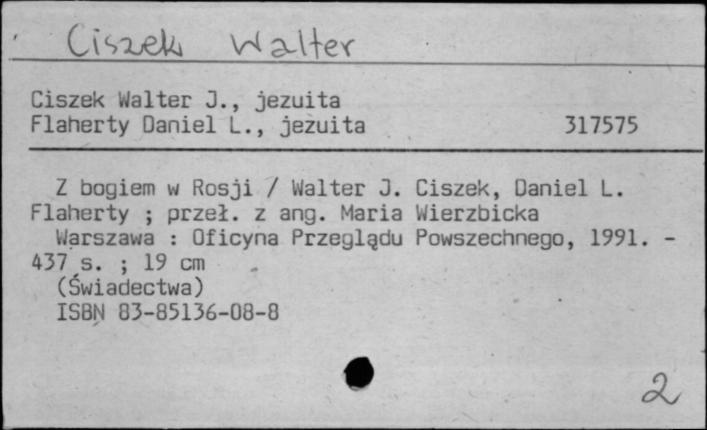 Ciszek Walter
Ciszek Walter J., jezuita
Flaherty Daniel L., jezuita 317575
Z bogiem w Rosji / Walter J. Ciszek, Daniel L.
Flaherty ; przeł. z ang. Maria Wierzbicka
Warszawa : Oficyna Przeglądu Powszechnego, 1991. -
437 s. ; 19 cm
(Świadectwa)
ISBN 83-85136-08-8
2